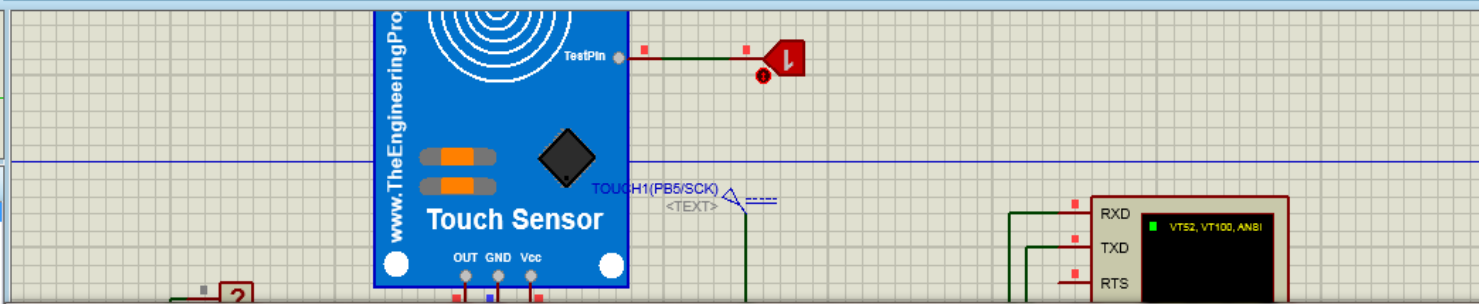 www.TheEngineeringPro
TestPin
1
TOUCH1(PB5/SCK)
<TEXT>
Touch Sensor
OUT GND Vcc
?
RXD
TXD
RTS
VT52, VT100, ANSI